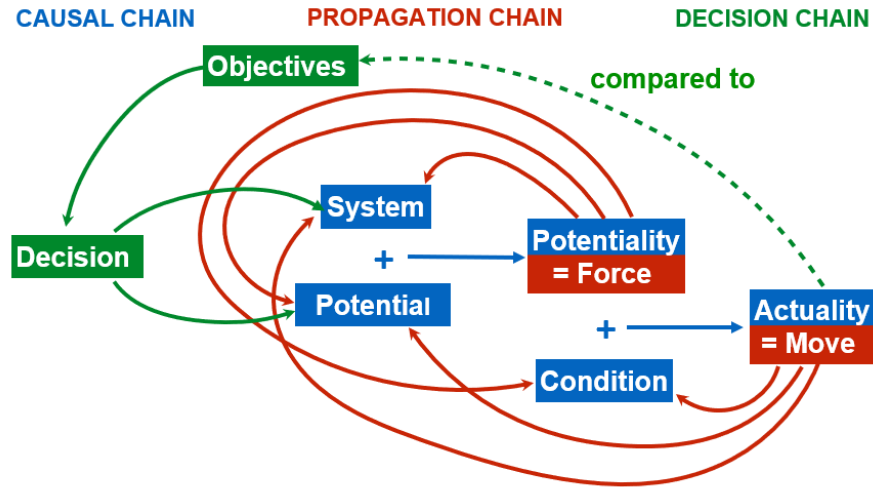 CAUSAL CHAIN
PROPAGATION CHAIN
DECISION CHAIN
Objectives
compared to
System
Decision
+
Potentiality
= Force
Potential
Actuality
= Move
+
Condition